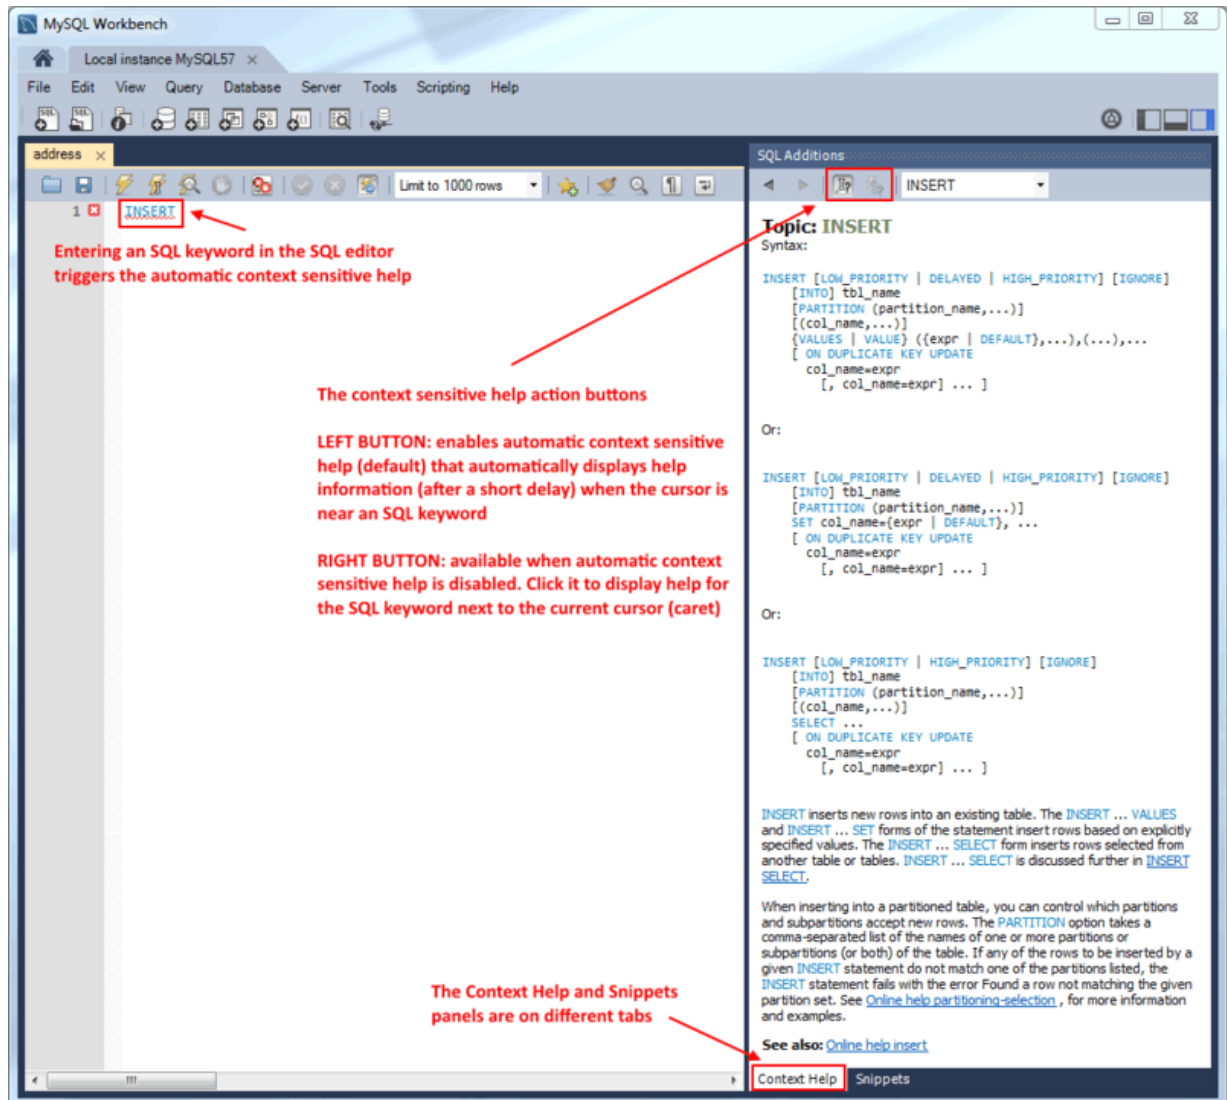 MySQL Workbench
Local instance MySQL57
File Edit View Query Database Server Tools Scripting Help
address
SQL Additions
Limit to 1000 rows
INSERT
1 INSERT
Entering an SQL keyword in the SQL editor
triggers the automatic context sensitive help
The context sensitive help action buttons
LEFT BUTTON: enables automatic context sensitive
help (default) that automatically displays help
information (after a short delay) when the cursor is
near an SQL keyword
RIGHT BUTTON: available when automatic context
sensitive help is disabled. Click it to display help for
the SQL keyword next to the current cursor (caret)
The Context Help and Snippets
panels are on different tabs
Topic: INSERT
Syntax:
INSERT [LOW_PRIORITY | DELAYED | HIGH_PRIORITY] [IGNORE]
[INTO] tbl_name
[PARTITION (partition_name,...)]
[(col_name,...)]
{VALUES | VALUE} ({expr | DEFAULT},...),(...),...
[ ON DUPLICATE KEY UPDATE
col_name=expr
[, col_name=expr] ... ]
Or:
INSERT [LOW_PRIORITY | DELAYED | HIGH_PRIORITY] [IGNORE]
[INTO] tbl_name
[PARTITION (partition_name,...)]
SET col_name={expr | DEFAULT}, ...
[ ON DUPLICATE KEY UPDATE
col_name=expr
[, col_name=expr] ... ]
Or:
INSERT [LOW_PRIORITY | HIGH_PRIORITY] [IGNORE]
[INTO] tbl_name
[PARTITION (partition_name,...)]
[(col_name,...)]
SELECT ...
[ ON DUPLICATE KEY UPDATE
col_name=expr
[, col_name=expr] ... ]
INSERT inserts new rows into an existing table. The INSERT ... VALUES
and INSERT ... SET forms of the statement insert rows based on explicitly
specified values. The INSERT ... SELECT form inserts rows selected from
another table or tables. INSERT ... SELECT is discussed further in INSERT
SELECT.
When inserting into a partitioned table, you can control which partitions
and subpartitions accept new rows. The PARTITION option takes a
comma-separated list of the names of one or more partitions or
subpartitions (or both) of the table. If any of the rows to be inserted by a
given INSERT statement do not match one of the partitions listed, the
INSERT statement fails with the error Found a row not matching the given
partition set. See Online help partitioning-selection , for more information
and examples.
See also: Online help insert
Context Help Snippets